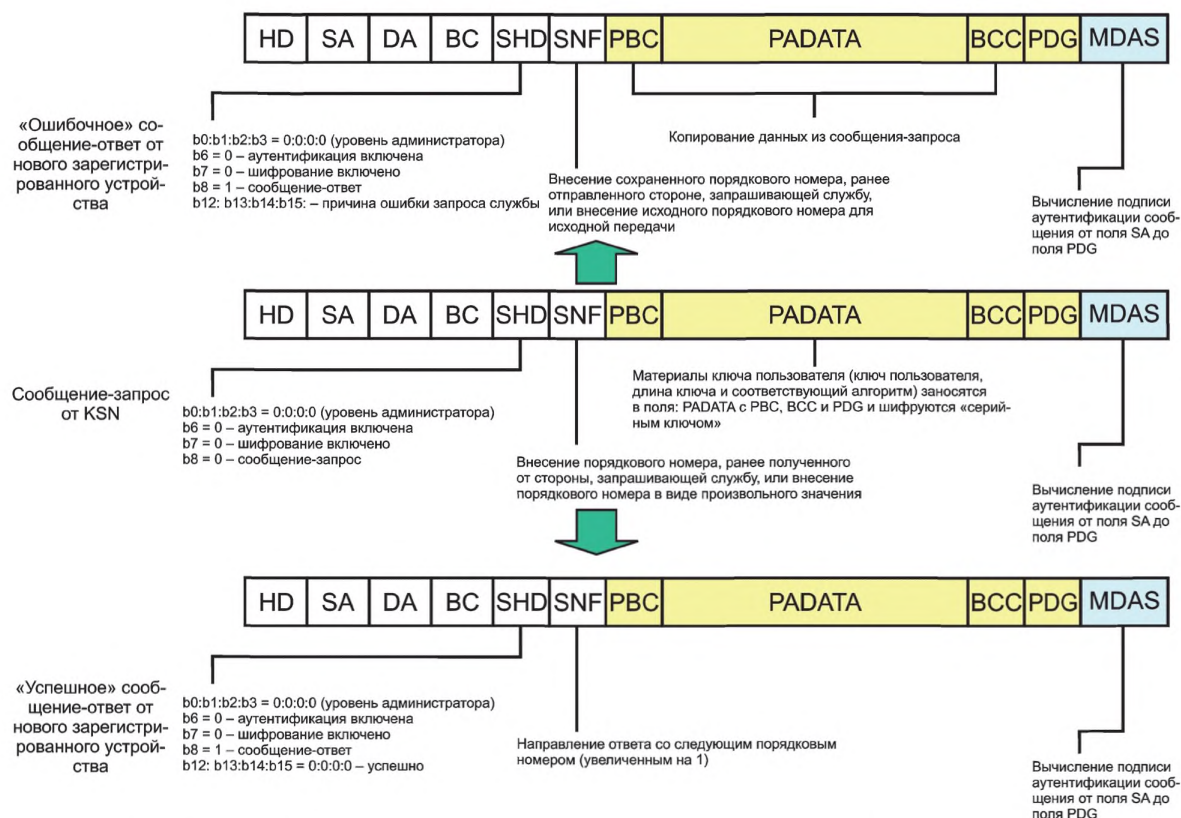 HD SA DA BC SHD SNF PBC PADATA BCC PDG MDAS
«Ошибочное» со-
общение-ответ от
нового зарегистри-
рованного устрой-
ства
b0:b1:b2:b3 = 0:0:0:0 (уровень администратора)
b6 = 0 – аутентификация включена
b7 = 0 – шифрование включено
b8 = 1 – сообщение-ответ
b12: b13:b14:b15: – причина ошибки запроса службы
Внесение сохраненного порядкового номера, ранее
отправленного стороне, запрашивающей службу,
или внесение исходного порядкового номера для
исходной передачи
Копирование данных из сообщения-запроса
Вычисление подписи
аутентификации сооб-
щения от поля SA до
поля PDG
HD SA DA BC SHD SNF PBC PADATA BCC PDG MDAS
Сообщение-запрос
от KSN
b0:b1:b2:b3 = 0:0:0:0 (уровень администратора)
b6 = 0 – аутентификация включена
b7 = 0 – шифрование включено
b8 = 0 – сообщение-запрос
Внесение порядкового номера, ранее полученного
от стороны, запрашивающей службу, или внесение
порядкового номера в виде произвольного значения
Материалы ключа пользователя (ключ пользователя,
длина ключа и соответствующий алгоритм) заносятся
в поля: PADATA с PBC, BCC и PDG и шифруются «серий-
ным ключом»
Вычисление подписи
аутентификации сооб-
щения от поля SA до
поля PDG
HD SA DA BC SHD SNF PBC PADATA BCC PDG MDAS
«Успешное» сооб-
щение-ответ от
нового зарегистри-
рованного устрой-
ства
b0:b1:b2:b3 = 0:0:0:0 (уровень администратора)
b6 = 0 – аутентификация включена
b7 = 0 – шифрование включено
b8 = 1 – сообщение-ответ
b12: b13:b14:b15 = 0:0:0:0 – успешно
Направление ответа со следующим порядковым
номером (увеличенным на 1)
Вычисление подписи
аутентификации сооб-
щения от поля SA до
поля PDG